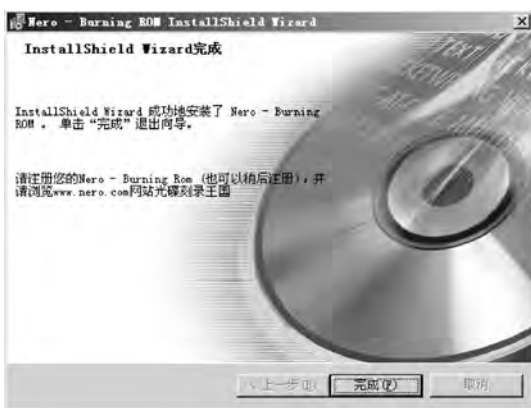 Nero - Burning ROM InstallShield Wizard
InstallShield Wizard完成
InstallShield Wizard 成功地安装了 Nero - Burning
ROM 。 单击“完成”退出向导。
请注册您的Nero - Burning Rom (也可以稍后注册)，并
请浏览www.nero.com网站光碟刻录王国
TEXT
< 上一步(B)
完成(F)
取消